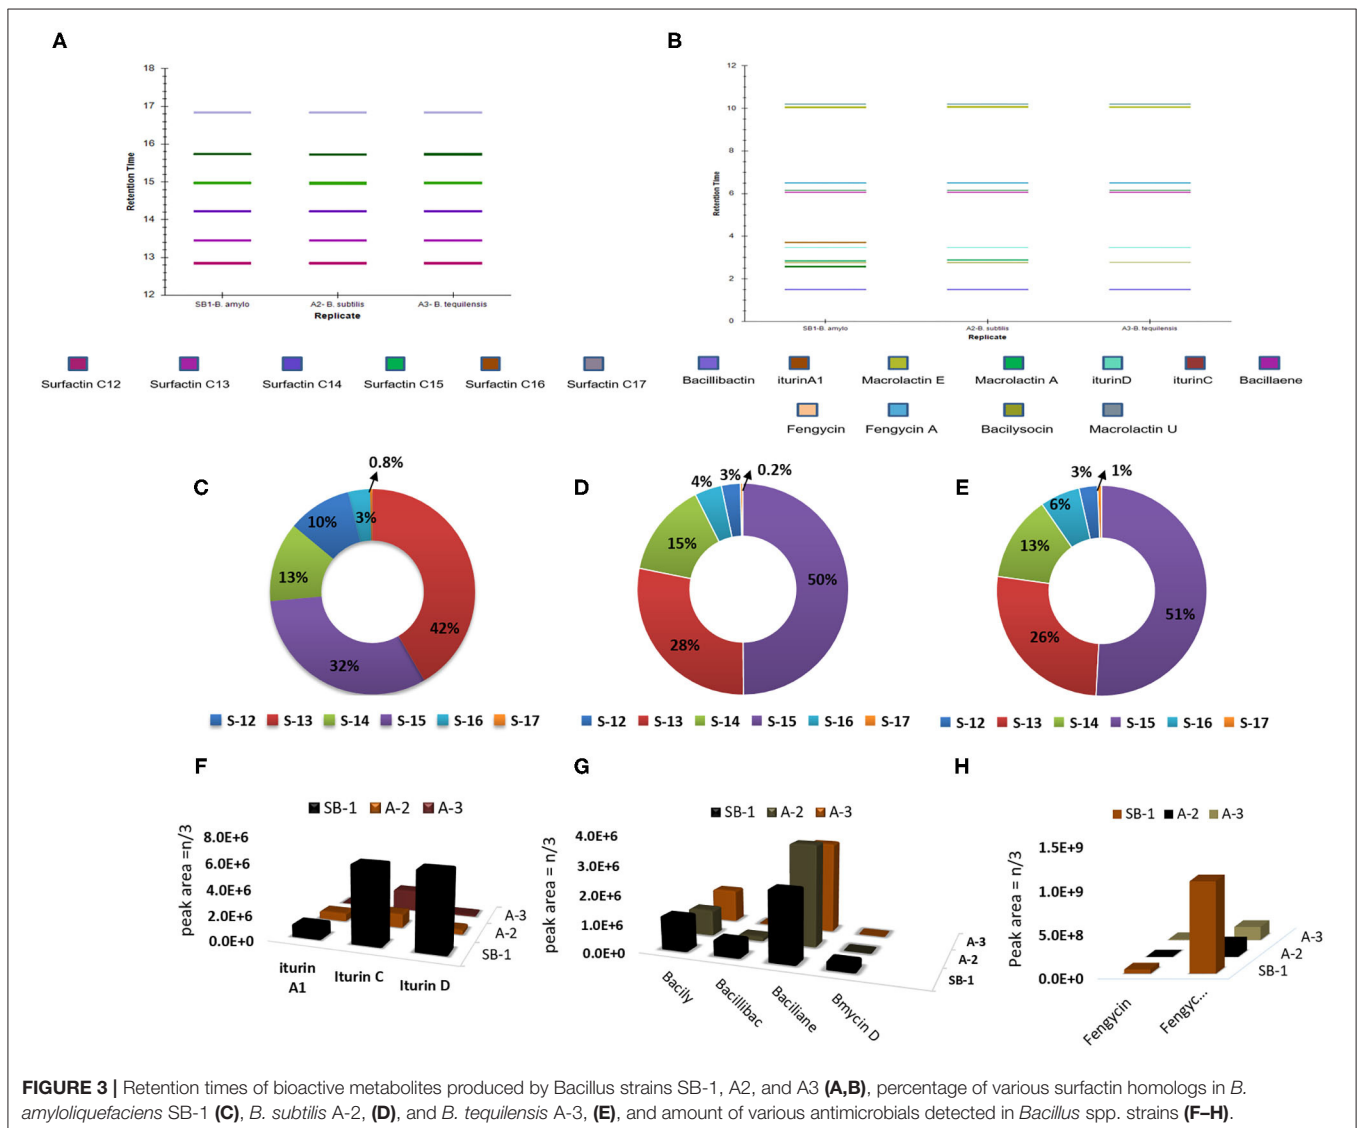 A
B
18
17
16
15
14
13
12
Retention Time
SB1-B. amylo
A2- B. subtilis
A3- B. tequilensis
Replicate
12
10
8
6
4
2
0
Retention Time
SB1-B. amylo
A2-B. subtilis
A3-B. tequilensis
Replicate
Surfactin C12
Surfactin C13
Surfactin C14
Surfactin C15
Surfactin C16
Surfactin C17
Bacillibactin
iturinA1
Macrolactin E
Macrolactin A
iturinD
iturinC
Bacillaene
Fengycin
Fengycin A
Bacilysocin
Macrolactin U
C
0.8%
10%
3%
13%
42%
32%
S-12 S-13 S-14 S-15 S-16 S-17
D
4%
3%
0.2%
15%
50%
28%
S-12 S-13 S-14 S-15 S-16 S-17
E
3%
1%
6%
13%
51%
26%
S-12 S-13 S-14 S-15 S-16 S-17
F
SB-1 A-2 A-3
peak area =n/3
8.0E+6
6.0E+6
4.0E+6
2.0E+6
0.0E+0
iturin
A1
Iturin C
Iturin D
A-3
A-2
SB-1
G
SB-1 A-2 A-3
peak area = n/3
4.0E+6
3.0E+6
2.0E+6
1.0E+6
0.0E+0
Bacily
Bacillibac
Baciliane
Bmycin D
A-3
A-2
SB-1
H
SB-1 A-2 A-3
Peak area = n/3
1.5E+9
1.0E+9
5.0E+8
0.0E+0
Fengycin
Fengyc...
A-3
A-2
SB-1
FIGURE 3 | Retention times of bioactive metabolites produced by Bacillus strains SB-1, A2, and A3 (A,B), percentage of various surfactin homologs in B.
amyloliquefaciens SB-1 (C), B. subtilis A-2, (D), and B. tequilensis A-3, (E), and amount of various antimicrobials detected in Bacillus spp. strains (F–H).